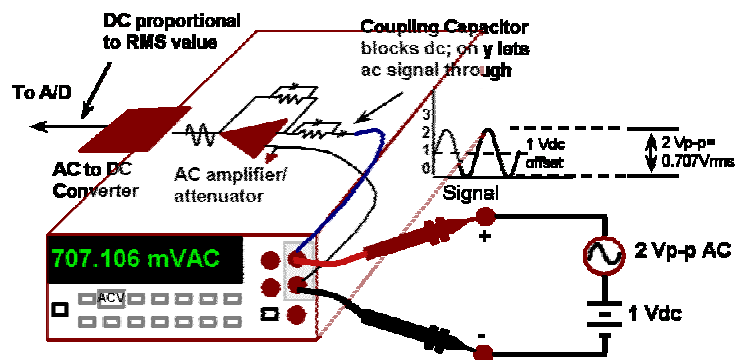 DC proportional
to RMS value
Coupling Capacitor
blocks dc; only lets
ac signal through
To A/D
AC to DC
Converter
AC amplifier/
attenuator
3
2
1
0
1 Vdc
offset
2 Vp-p=
0.707Vrms
Signal
707.106 mVAC
ACV
+
-
2 Vp-p AC
1 Vdc